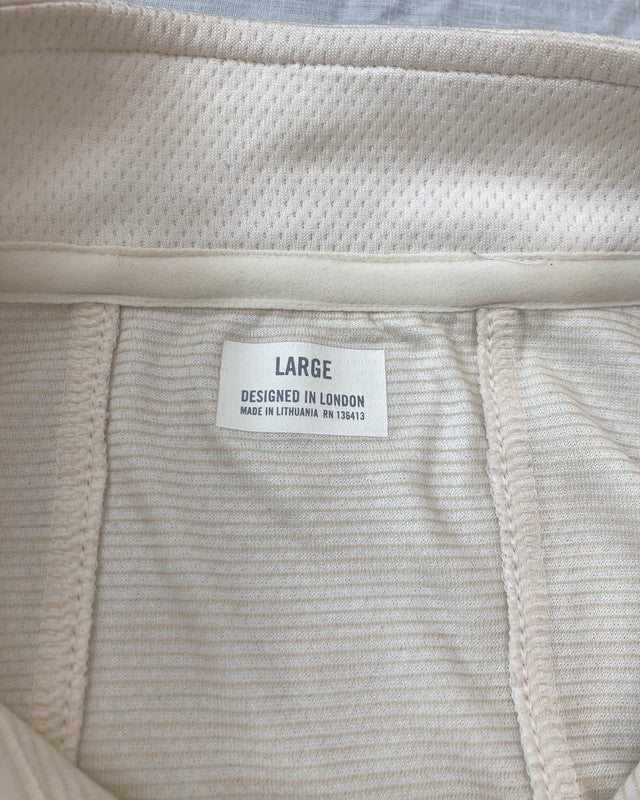 LARGE
DESIGNED IN LONDON
MADE IN LITHUANIA RN 136413